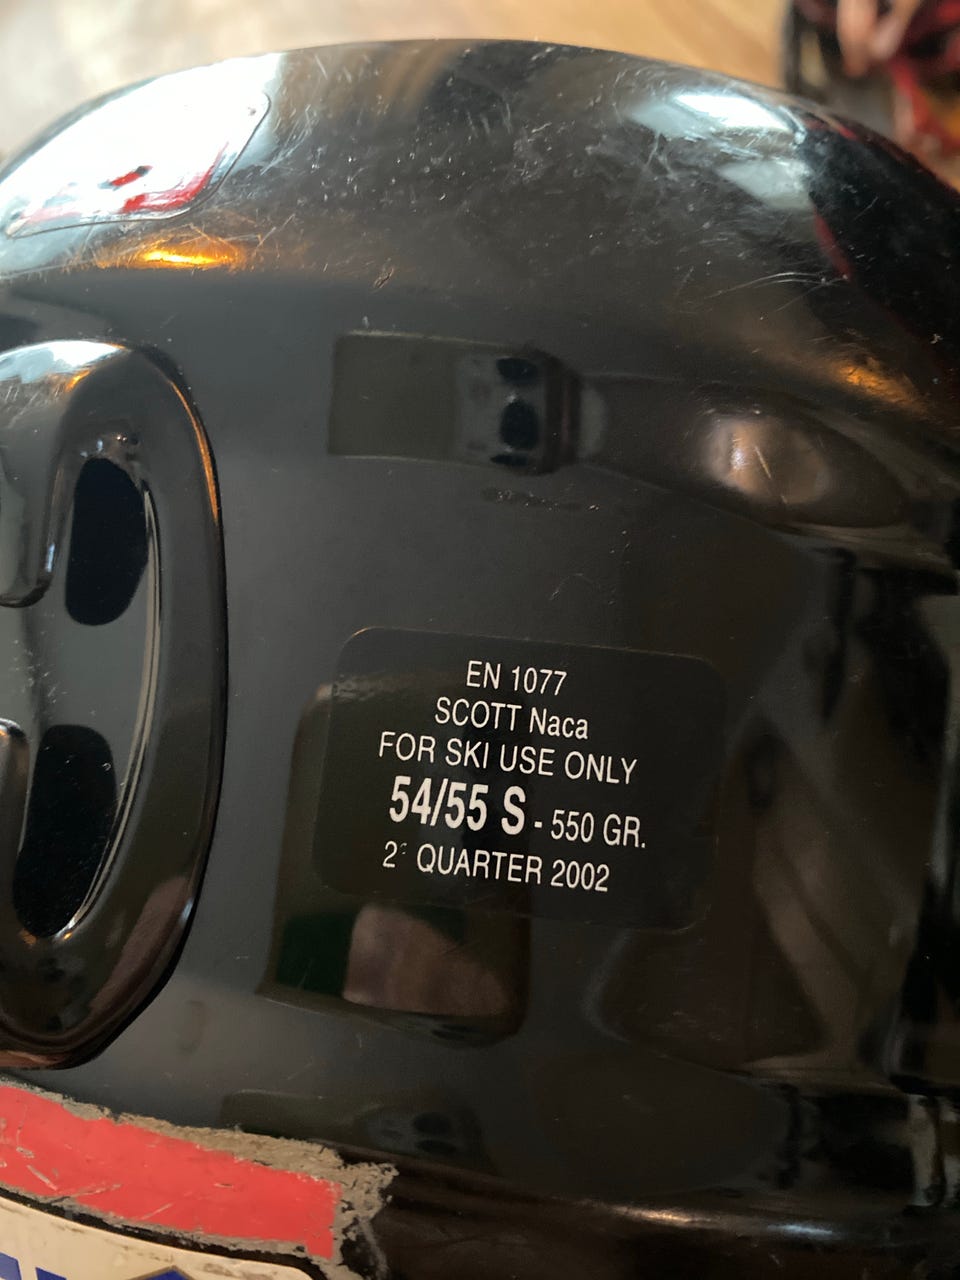 EN 1077
SCOTT Naca
FOR SKI USE ONLY
54/55 S - 550 GR.
2° QUARTER 2002